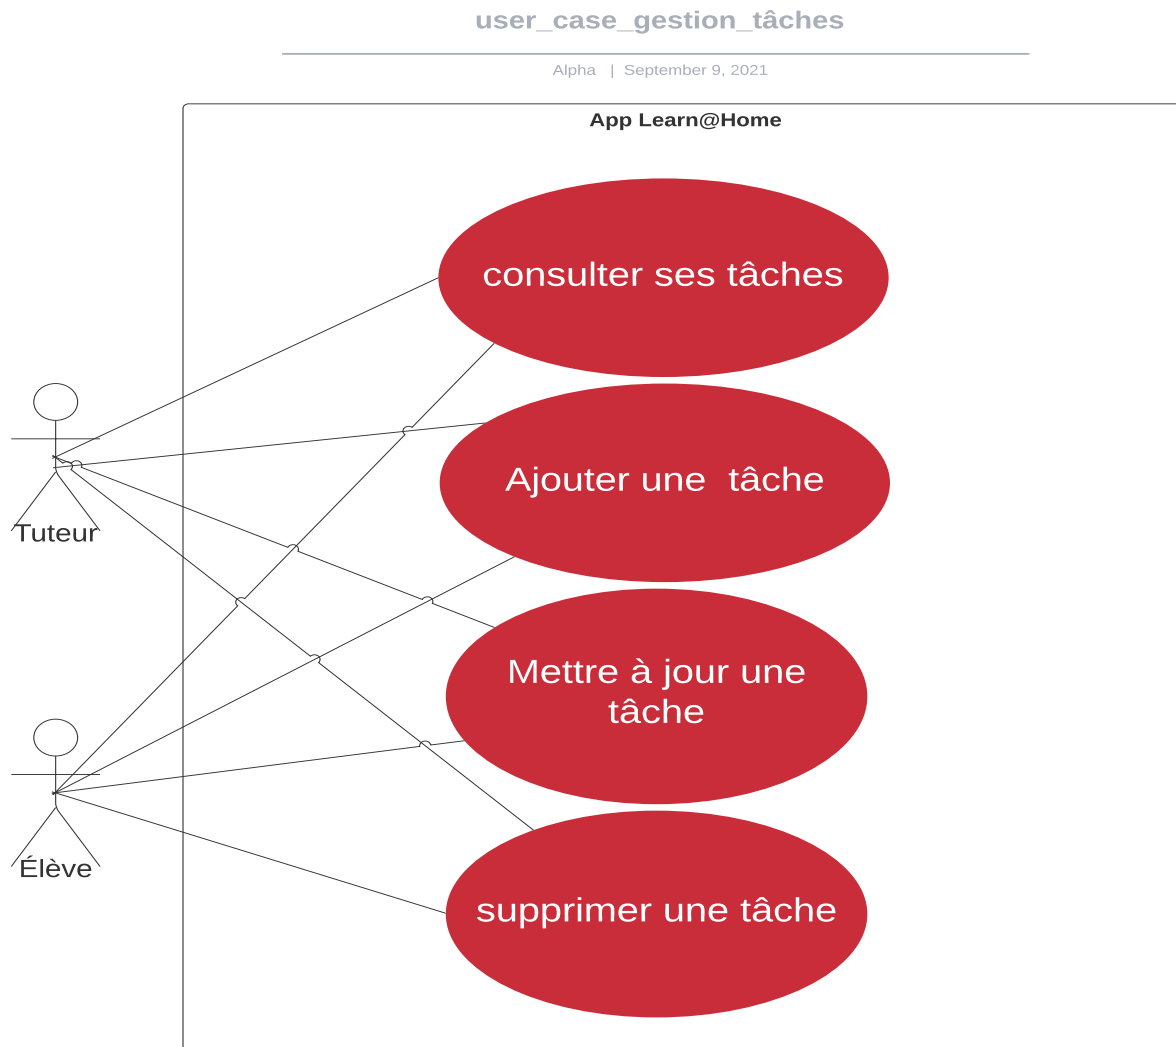 user_case_gestion_tâches
Alpha | September 9, 2021
App Learn@Home
consulter ses tâches
Ajouter une tâche
Tuteur
Mettre à jour une
tâche
Élève
supprimer une tâche